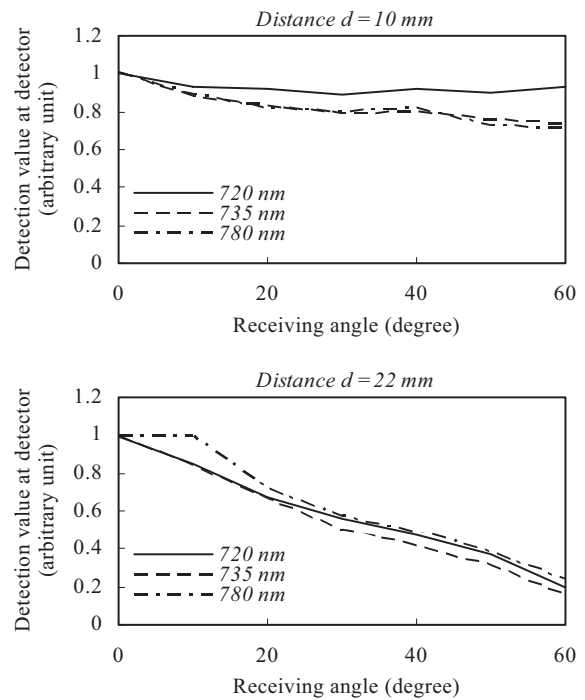 Distance d = 10 mm
1.2
1
0.8
0.6
0.4
0.2
0
Detection value at detector
(arbitrary unit)
720 nm
735 nm
780 nm
0 20 40 60
Receiving angle (degree)
Distance d = 22 mm
1.2
1
0.8
0.6
0.4
0.2
0
Detection value at detector
(arbitrary unit)
720 nm
735 nm
780 nm
0 20 40 60
Receiving angle (degree)